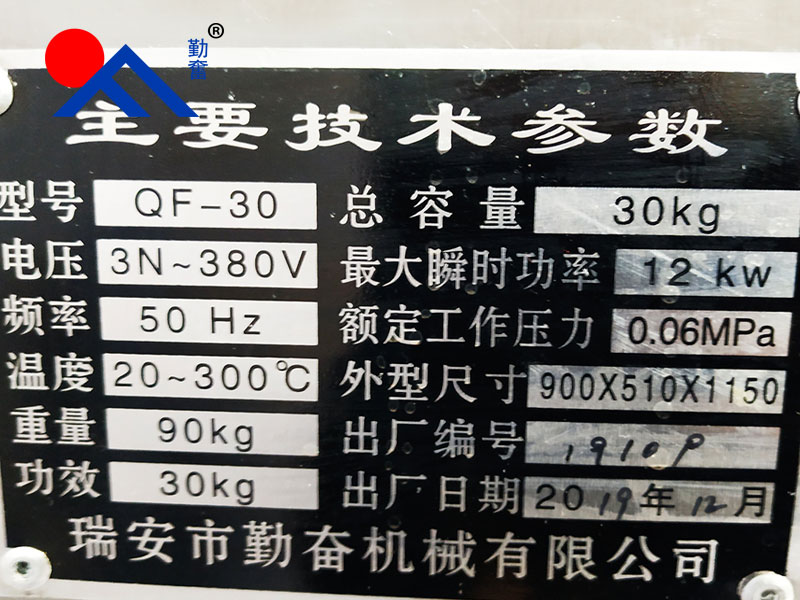 勤奋®
主要技术参数
型号 QF-30 总容量 30kg
电压 3N~380V 最大瞬时功率 12 kw
频率 50 Hz 额定工作压力 0.06MPa
温度 20~300℃ 外型尺寸 900X510X1150
重量 90kg 出厂编号 19109
功效 30kg 出厂日期 2019年12月
瑞安市勤奋机械有限公司